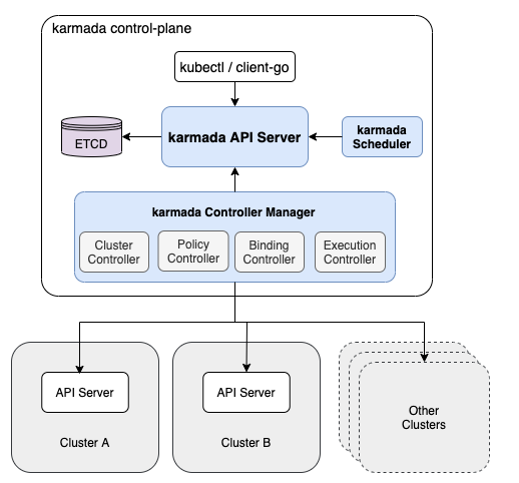 karmada control-plane
kubectl / client-go
ETCD
karmada API Server
karmada
Scheduler
karmada Controller Manager
Cluster
Controller
Policy
Controller
Binding
Controller
Execution
Controller
API Server
Cluster A
API Server
Cluster B
Other
Clusters